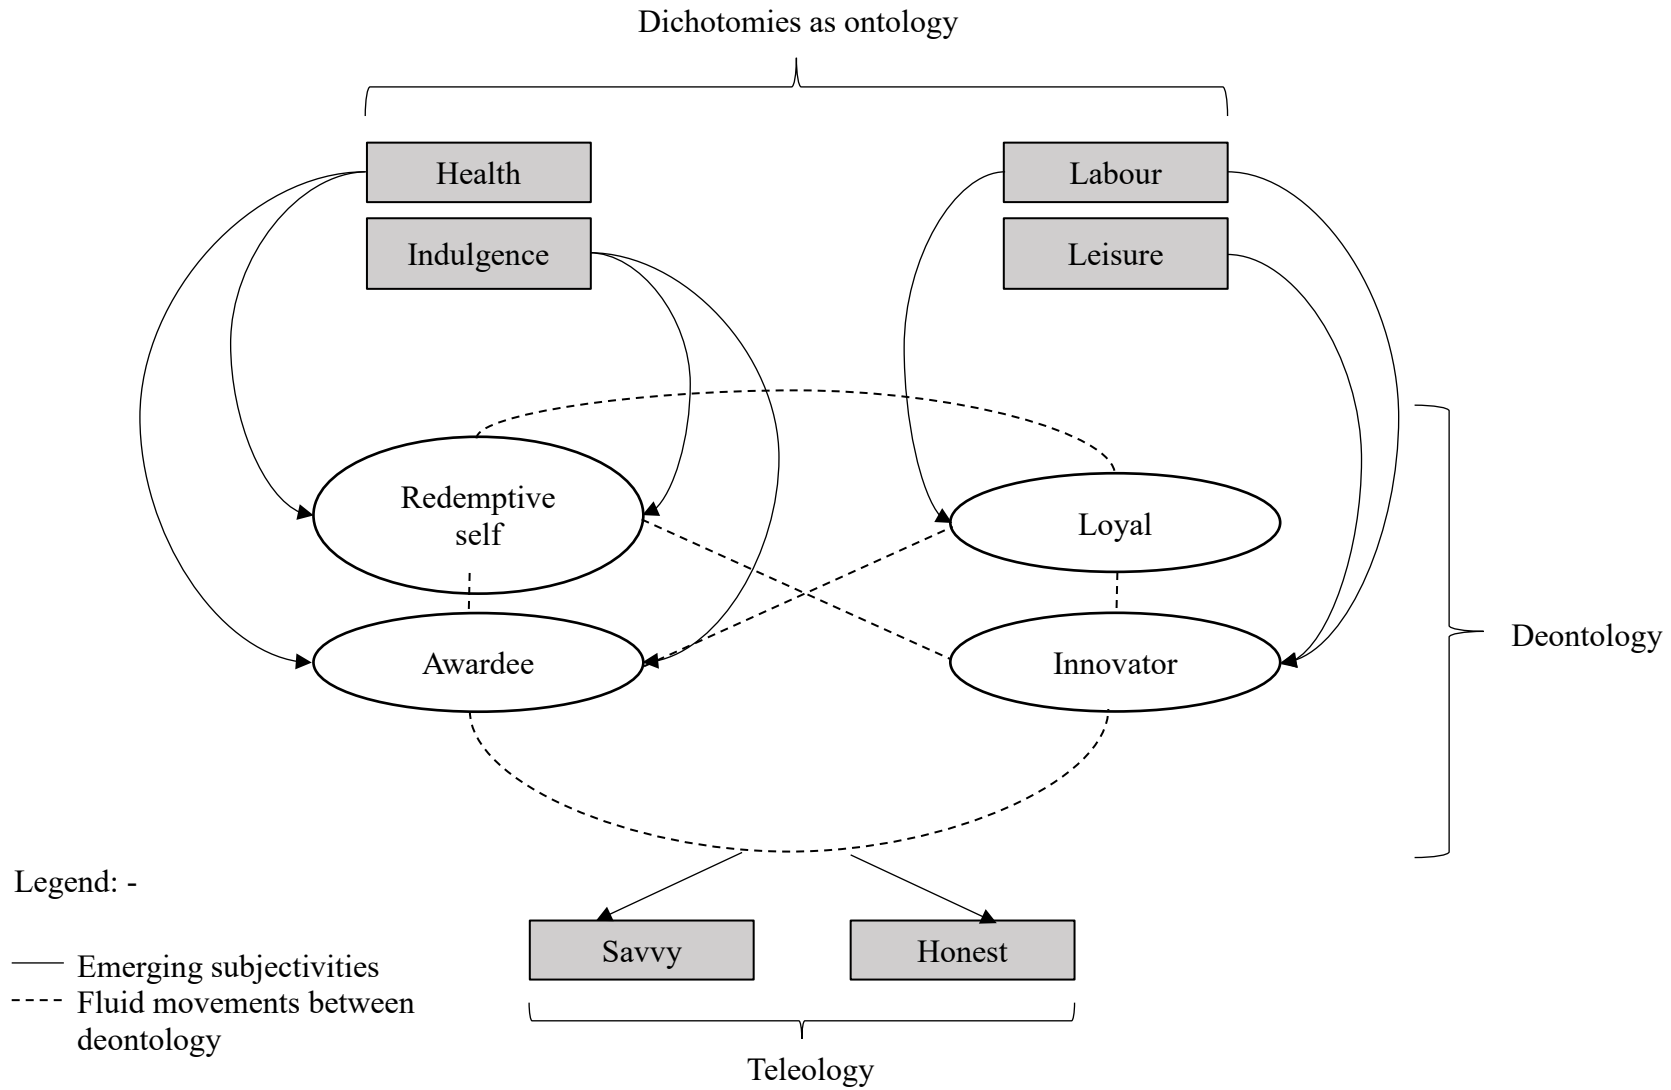 Dichotomies as ontology
Health
Labour
Indulgence
Leisure
Redemptive
self
Loyal
Deontology
Awardee
Innovator
Legend: -
Savvy
Honest
Emerging subjectivities
Fluid movements between
deontology
Teleology